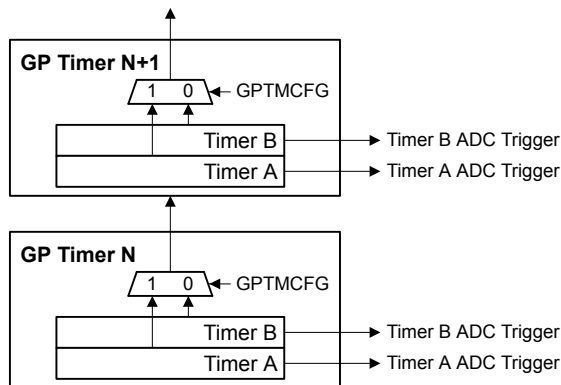 GP Timer N+1
1 0 GPTMCFG
Timer B Timer B ADC Trigger
Timer A Timer A ADC Trigger
GP Timer N
1 0 GPTMCFG
Timer B Timer B ADC Trigger
Timer A Timer A ADC Trigger